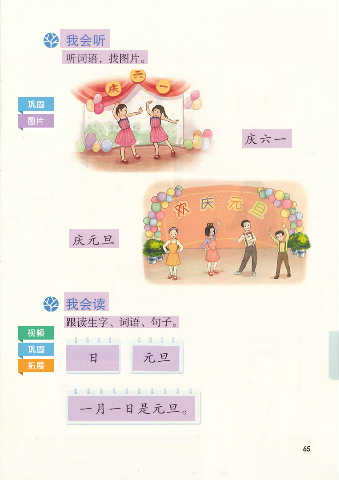 我会听
听词语，找图片。
庆六一
巩固
图片
庆六一
欢庆元旦
庆元旦
我会读
跟读生字、词语、句子。
视频
巩固
拓展
日 元旦
一月一日是元旦。
65